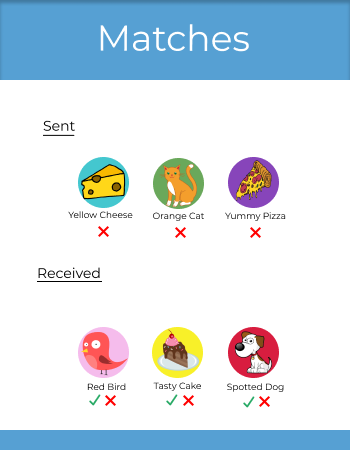 Matches
Sent
Yellow Cheese Orange Cat Yummy Pizza
Received
Red Bird Tasty Cake Spotted Dog